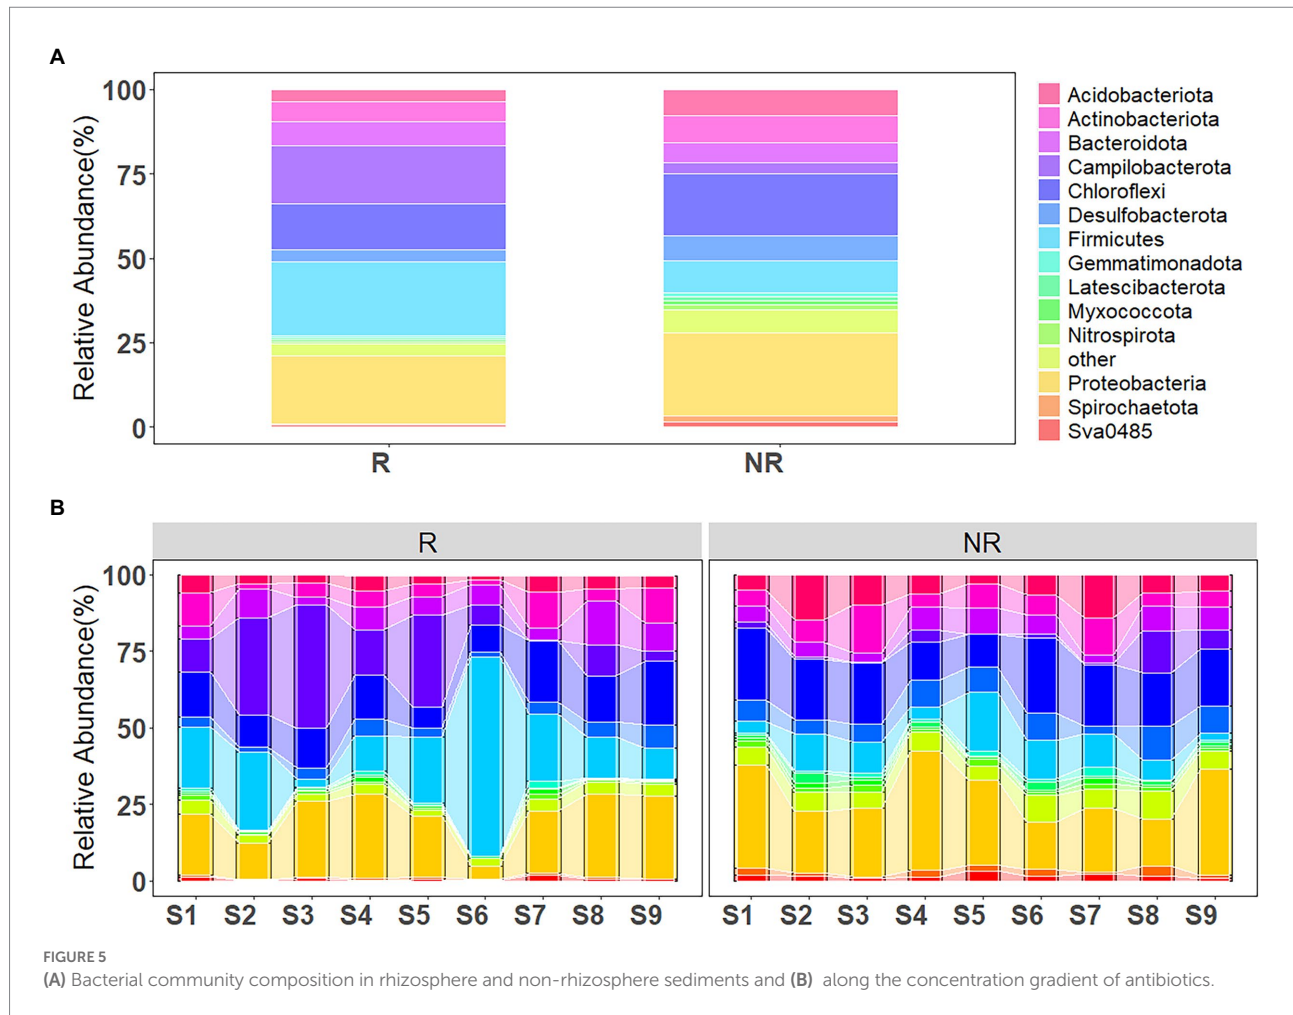 A
Relative Abundance(%)
100
75
50
25
0
R
NR
Acidobacteriota
Actinobacteriota
Bacteroidota
Campilobacterota
Chloroflexi
Desulfobacterota
Firmicutes
Gemmatimonadota
Latescibacterota
Myxococcota
Nitrospirota
other
Proteobacteria
Spirochaetota
Sva0485
B
R
NR
Relative Abundance(%)
100
75
50
25
0
S1 S2 S3 S4 S5 S6 S7 S8 S9
S1 S2 S3 S4 S5 S6 S7 S8 S9
FIGURE 5
(A) Bacterial community composition in rhizosphere and non-rhizosphere sediments and (B) along the concentration gradient of antibiotics.